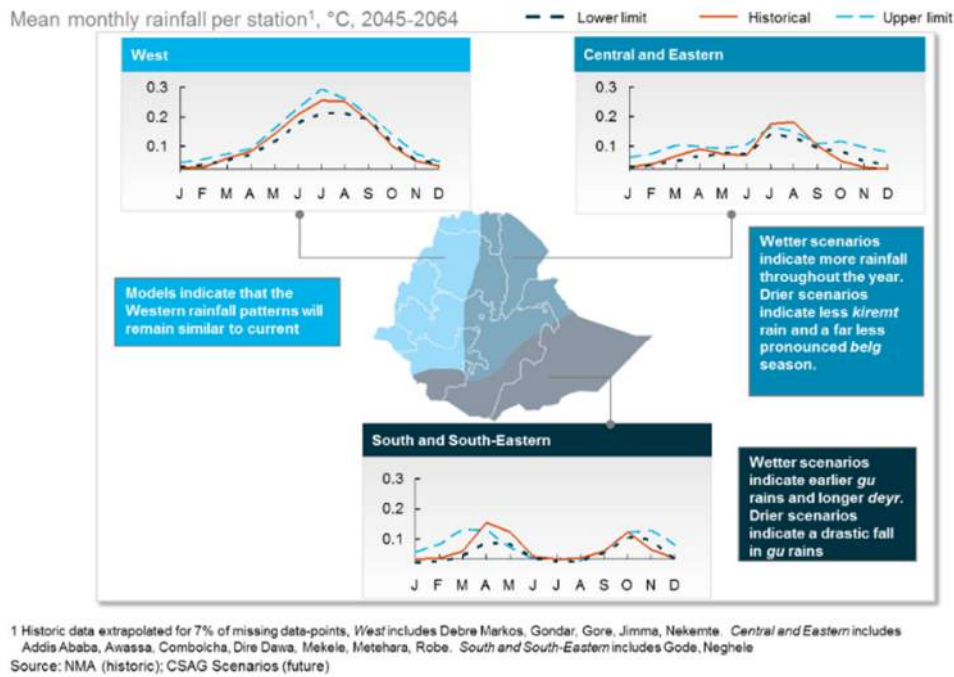 Mean monthly rainfall per station¹, °C, 2045-2064
Lower limit Historical Upper limit
West
0.3
0.2
0.1
J F M A M J J A S O N D
Central and Eastern
0.3
0.2
0.1
J F M A M J J A S O N D
Models indicate that the
Western rainfall patterns will
remain similar to current
Wetter scenarios
indicate more rainfall
throughout the year.
Drier scenarios
indicate less kiremt
rain and a far less
pronounced belg
season.
South and South-Eastern
0.3
0.2
0.1
J F M A M J J A S O N D
Wetter scenarios
indicate earlier gu
rains and longer deyr.
Drier scenarios
indicate a drastic fall
in gu rains
1 Historic data extrapolated for 7% of missing data-points, West includes Debre Markos, Gondar, Gore, Jimma, Nekemte. Central and Eastern includes
Addis Ababa, Awassa, Combolcha, Dire Dawa, Mekele, Metehara, Robe. South and South-Eastern includes Gode, Neghele
Source: NMA (historic); CSAG Scenarios (future)